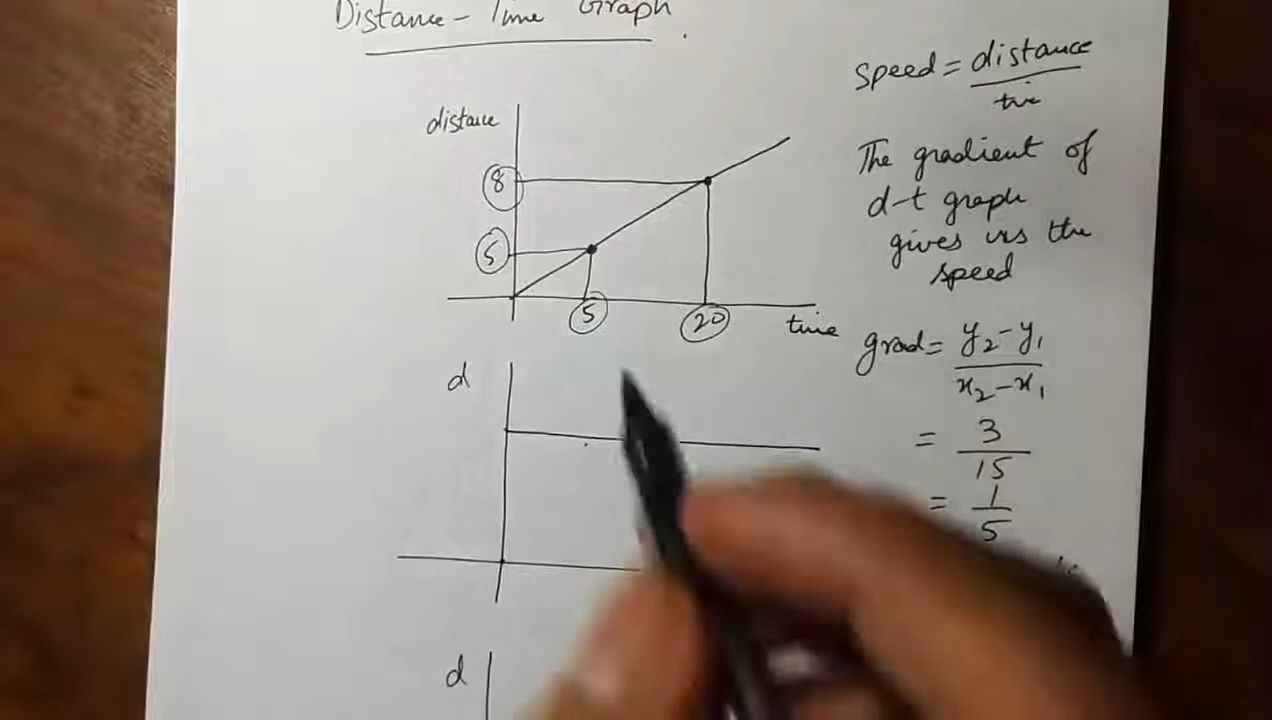 Distance - Time Graph
speed = distance
distance
The gradient of
d-t graph
gives us the
speed
8
5
5
20
time
grad = y₂-y₁
x₂-x₁
= 3
15
= 1
5
d
d